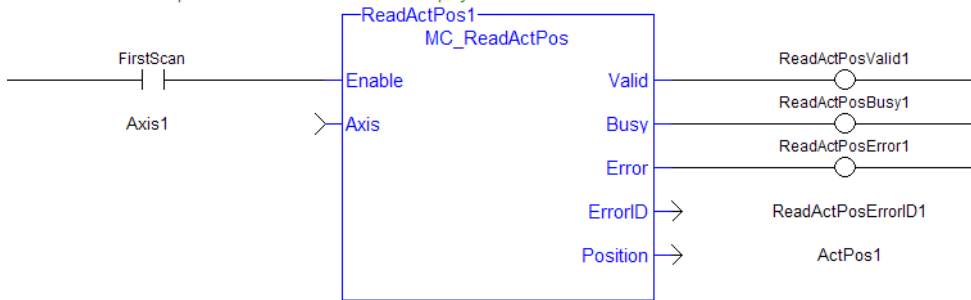 ReadActPos1
MC_ReadActPos
FirstScan
Enable
Valid
ReadActPosValid1
Axis1
Axis
Busy
ReadActPosBusy1
Error
ReadActPosError1
ErrorID
ReadActPosErrorID1
Position
ActPos1